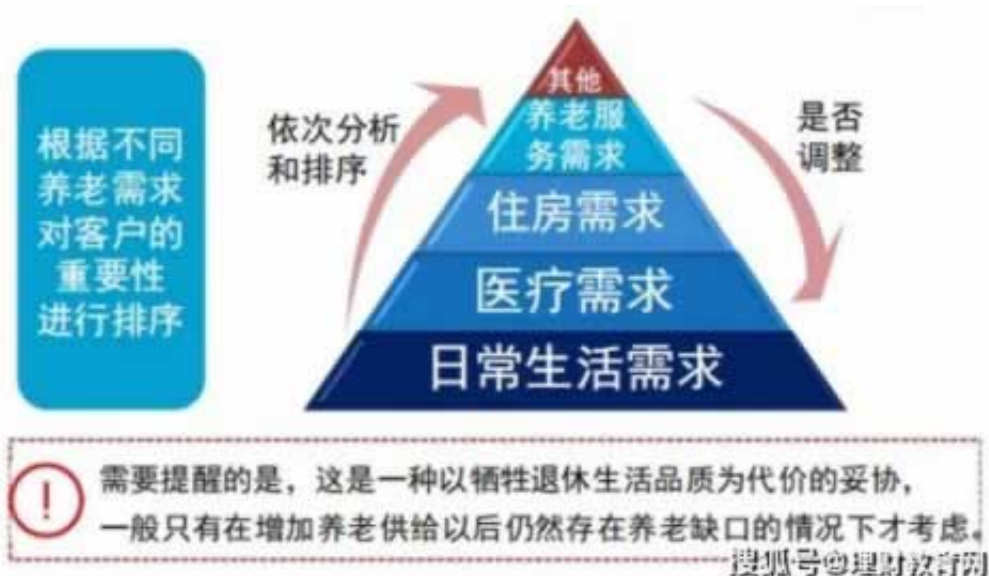 根据不同
养老需求
对客户的
重要性
进行排序
依次分析
和排序
其他
养老服
务需求
住房需求
医疗需求
日常生活需求
是否
调整
!
需要提醒的是，这是一种以牺牲退休生活品质为代价的妥协，
一般只有在增加养老供给以后仍然存在养老缺口的情况下才考虑。
搜狐号@理财教育网